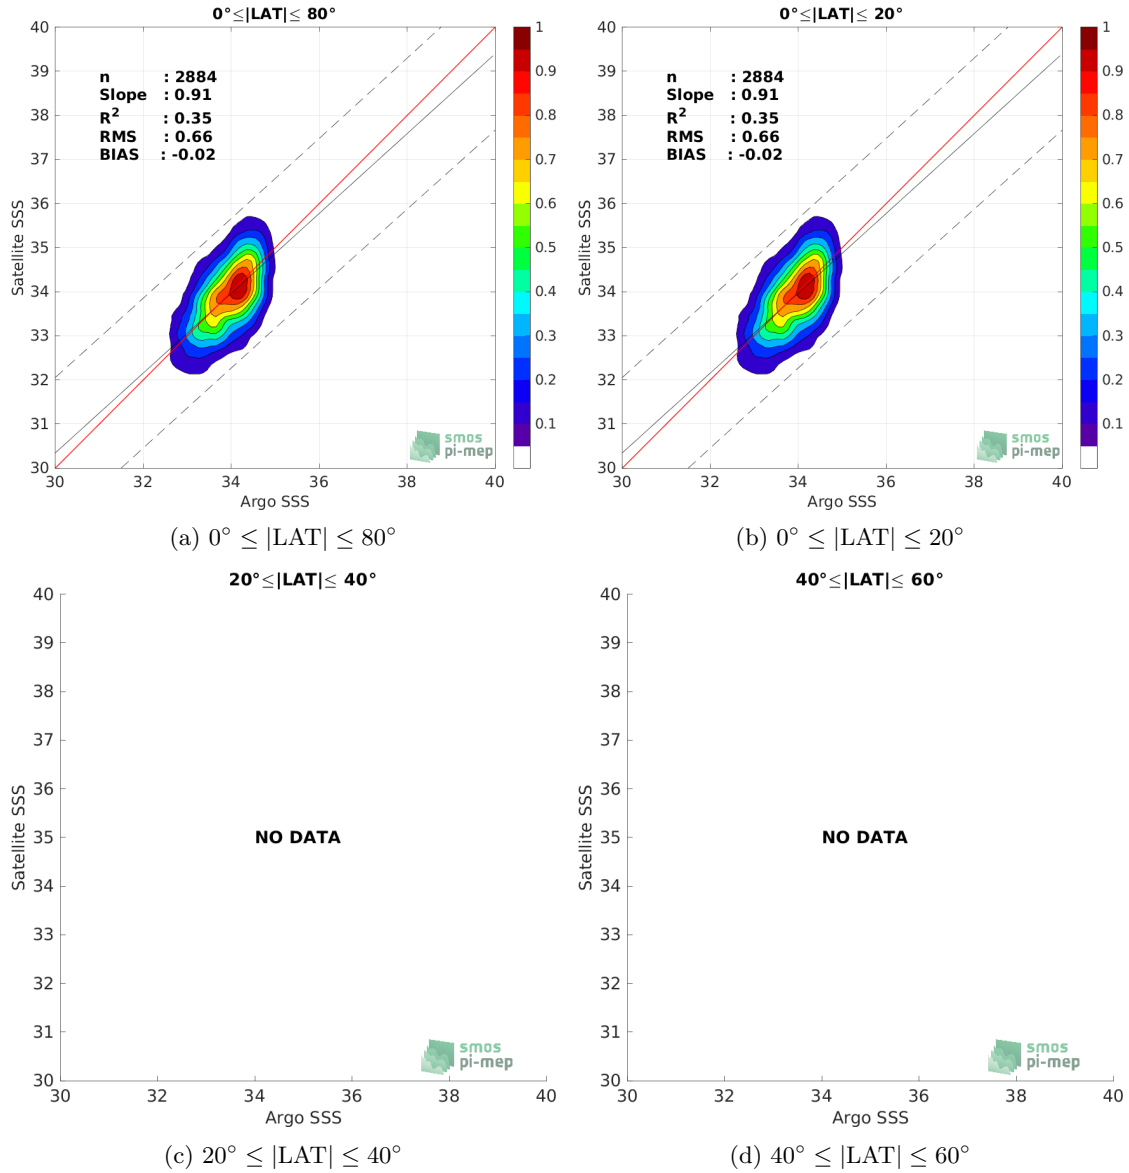 0°≤|LAT|≤ 80°
40
39
38
37
36
35
34
33
32
31
30
Satellite SSS
n : 2884
Slope : 0.91
R² : 0.35
RMS : 0.66
BIAS : -0.02
smos
pi-mep
30 32 34 36 38 40
Argo SSS
1
0.9
0.8
0.7
0.6
0.5
0.4
0.3
0.2
0.1
(a) 0° ≤ |LAT| ≤ 80°
0°≤|LAT|≤ 20°
40
39
38
37
36
35
34
33
32
31
30
Satellite SSS
n : 2884
Slope : 0.91
R² : 0.35
RMS : 0.66
BIAS : -0.02
smos
pi-mep
30 32 34 36 38 40
Argo SSS
1
0.9
0.8
0.7
0.6
0.5
0.4
0.3
0.2
0.1
(b) 0° ≤ |LAT| ≤ 20°
20°≤|LAT|≤ 40°
40
39
38
37
36
35
34
33
32
31
30
Satellite SSS
NO DATA
smos
pi-mep
30 32 34 36 38 40
Argo SSS
(c) 20° ≤ |LAT| ≤ 40°
40°≤|LAT|≤ 60°
40
39
38
37
36
35
34
33
32
31
30
Satellite SSS
NO DATA
smos
pi-mep
30 32 34 36 38 40
Argo SSS
(d) 40° ≤ |LAT| ≤ 60°